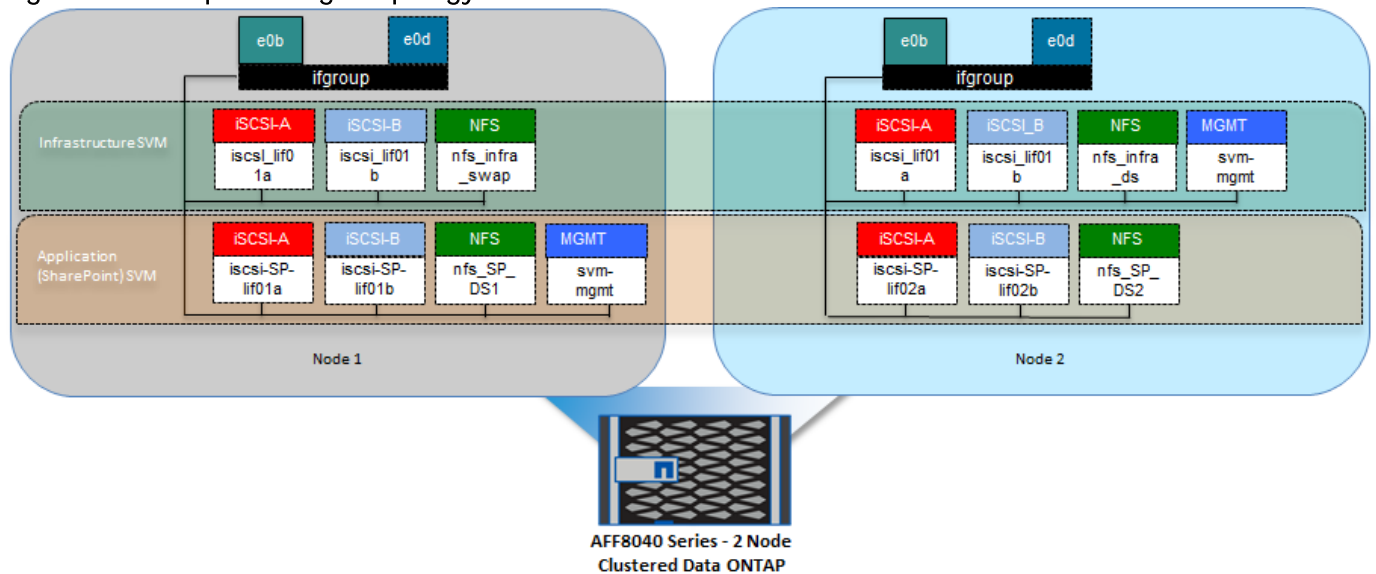 e0b
e0d
ifgroup
e0b
e0d
ifgroup
Infrastructure SVM
iSCSI-A
iscsI_lif0
1a
iSCSI-B
iscsi_lif01
b
NFS
nfs_infra
_swap
iSCSI-A
iscsi_lif01
a
iSCSI_B
iscsi_lif01
b
NFS
nfs_infra
_ds
MGMT
svm-
mgmt
Application
(SharePoint) SVM
iSCSI-A
iscsi-SP-
lif01a
iSCSI-B
iscsi-SP-
lif01b
NFS
nfs_SP_
DS1
MGMT
svm-
mgmt
iSCSI-A
iscsi-SP-
lif02a
iSCSI-B
iscsi-SP-
lif02b
NFS
nfs_SP_
DS2
Node 1
Node 2
AFF8040 Series - 2 Node
Clustered Data ONTAP